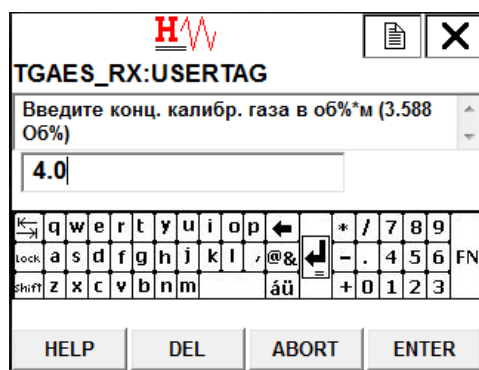 H
TGAES_RX:USERTAG
Введите конц. калибр. газа в об%*м (3.588
Об%)
4.0
q w e r t y u i o p * / 7 8 9
Lock a s d f g h j k l , @& - . 4 5 6 FN
shift z x c v b n m áü = + 0 1 2 3
HELP DEL ABORT ENTER